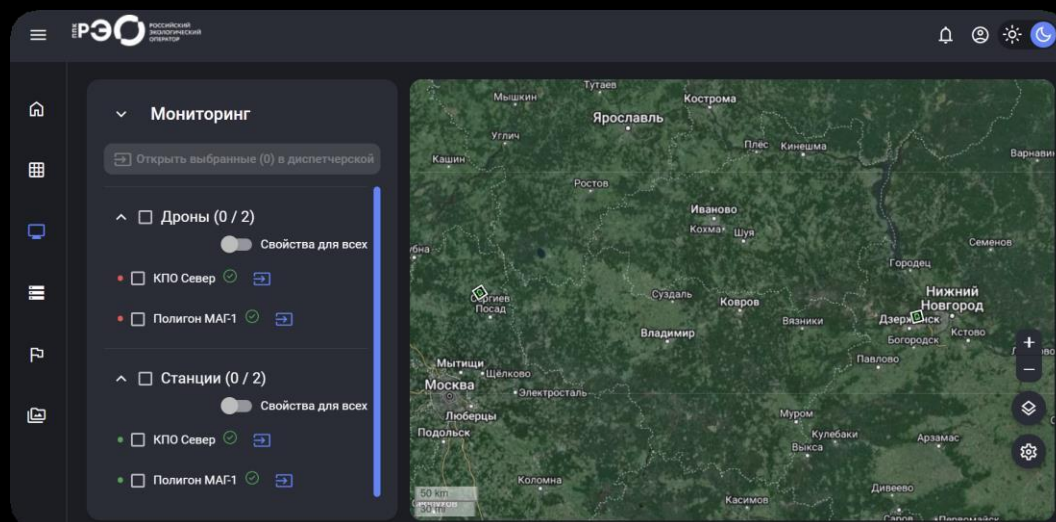 ППК РЭО РОССИЙСКИЙ
ЭКОЛОГИЧЕСКИЙ
ОПЕРАТОР
Мониторинг
Открыть выбранные (0) в диспетчерской
Дроны (0 / 2)
Свойства для всех
КПО Север
Полигон МАГ-1
Станции (0 / 2)
Свойства для всех
КПО Север
Полигон МАГ-1
Тутаев
Мышкин
Кострома
Ярославль
Углич
Плёс
Кинешма
Кашин
Варнавин
Ростов
Иваново
Кохма
Шуя
Семёнов
Городец
Сергиев
Посад
Суздаль
Ковров
Нижний
Новгород
Вязники
Дзержинск
Кстово
Владимир
Богородск
Павлово
Мытищи
Щёлково
Москва
Электросталь
Люберцы
Муром
Подольск
Кулебаки
Выкса
Арзамас
Коломна
Дивеево
50 km
30 mi
Касимов
Саров
Первомайск